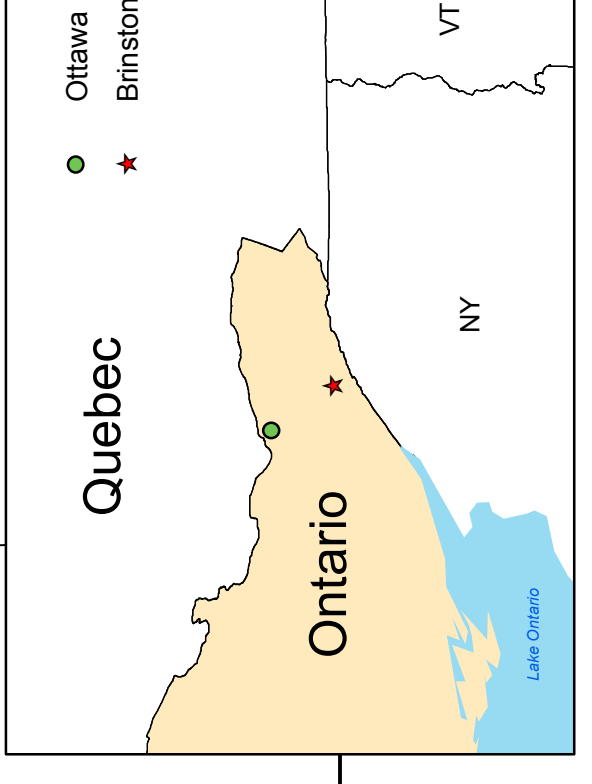 Ottawa
Brinston
Quebec
VT
NY
Ontario
Lake Ontario